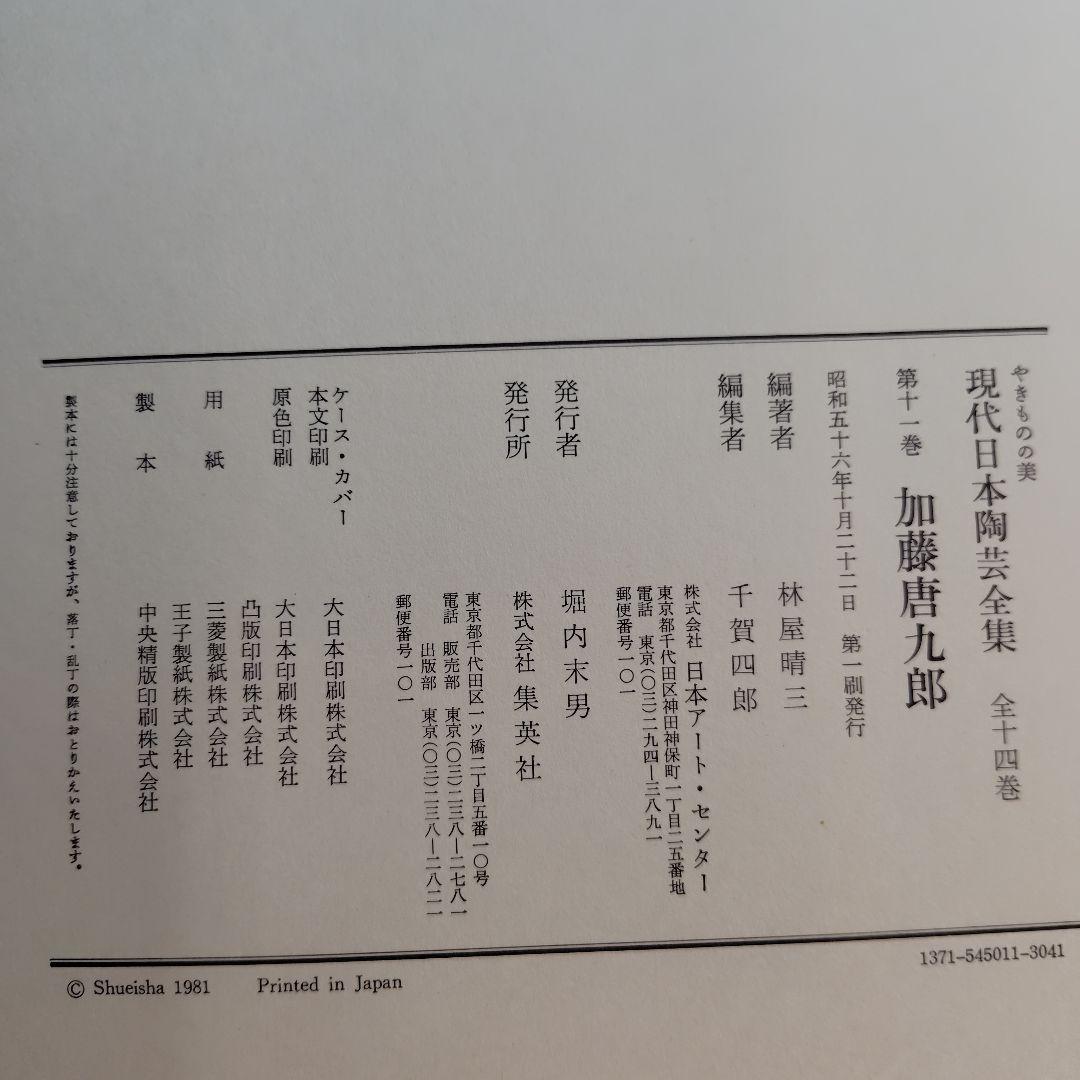 やきものの美
現代日本陶芸全集　全十四巻
第十一巻　加藤唐九郎
昭和五十六年十月二十二日　第一刷発行
編著者　林屋晴三
編集者　千賀四郎
株式会社 日本アート・センター
東京都千代田区神田神保町一丁目二五番地
電話　東京(〇三)二九四―三八九一
郵便番号一〇一
発行者　堀内末男
発行所　株式会社 集英社
東京都千代田区一ツ橋二丁目五番一〇号
電話　販売部　東京(〇三)二三八―二七八一
出版部　東京(〇三)二三八―二八二一
郵便番号一〇一
ケース・カバー
本文印刷　大日本印刷株式会社
原色印刷　大日本印刷株式会社
凸版印刷株式会社
用紙　三菱製紙株式会社
王子製紙株式会社
製本　中央精版印刷株式会社
製本には十分注意しておりますが、落丁・乱丁の際はおとりかえいたします。
1371-545011-3041
© Shueisha 1981　Printed in Japan